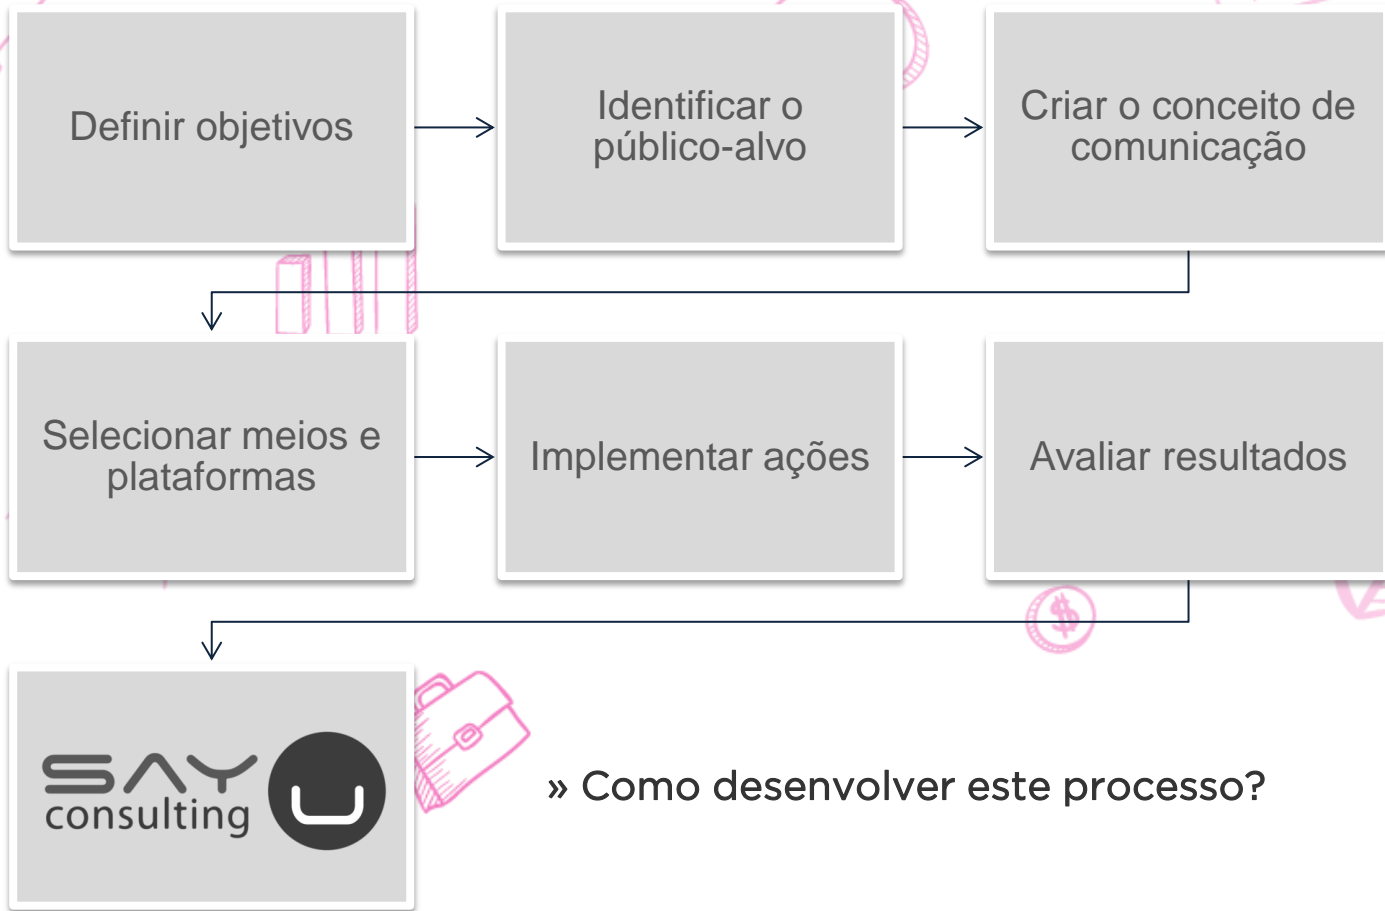 Definir objetivos
Identificar o
público-alvo
Criar o conceito de
comunicação
Selecionar meios e
plataformas
Implementar ações
Avaliar resultados
$
SAY
consulting
» Como desenvolver este processo?